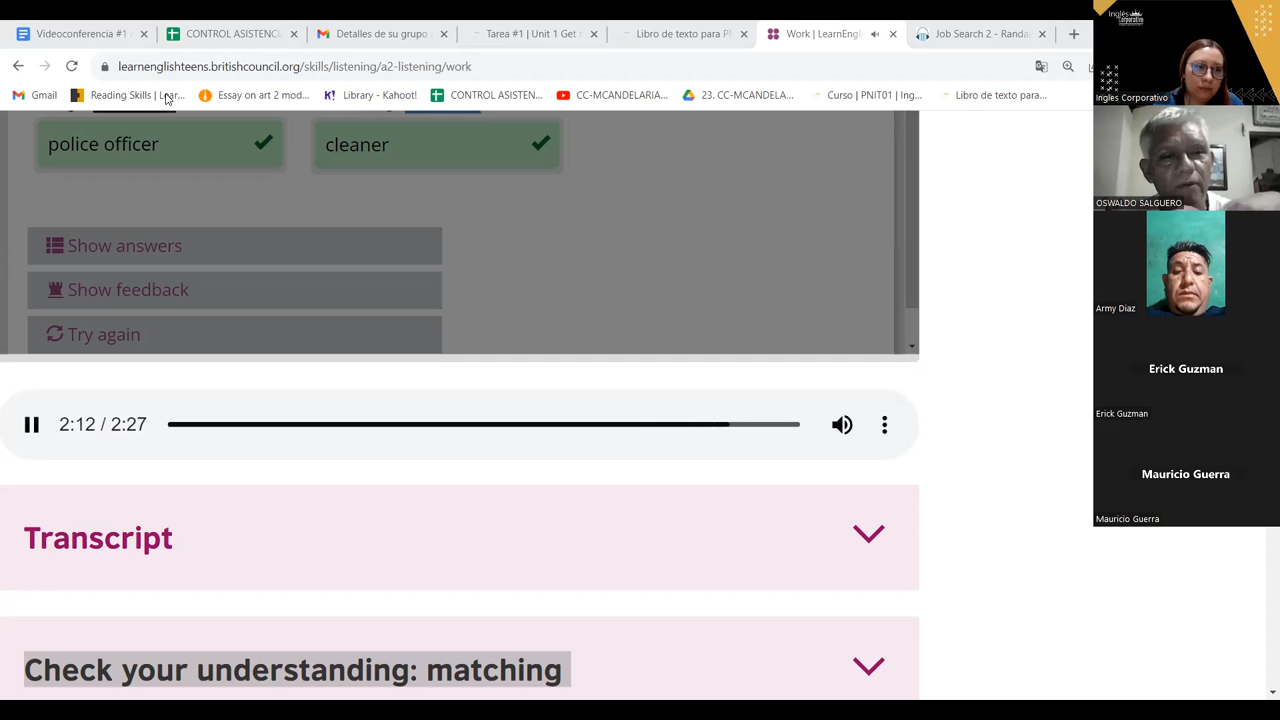 Videoconferencia #1
CONTROL ASISTENC
Detalles de su grup
Tarea #1 | Unit 1 Get
Libro de texto para P
Work | LearnEngl
Job Search 2 - Randa
learnenglishteens.britishcouncil.org/skills/listening/a2-listening/work
Gmail
Reading Skills | Lear...
Essay on art 2 mod...
Library - Kahoot
CONTROL ASISTEN...
CC-MCANDELARIA...
23. CC-MCANDELA...
Curso | PNIT01 | Ing...
Libro de texto para...
police officer
cleaner
Show answers
Show feedback
Try again
2:12 / 2:27
Transcript
Check your understanding: matching
Inglés
Corporativo
Ingles Corporativo
OSWALDO SALGUERO
Army Diaz
Erick Guzman
Erick Guzman
Mauricio Guerra
Mauricio Guerra